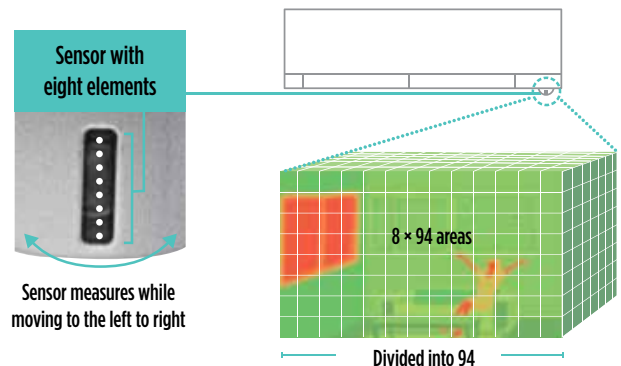 Sensor with
eight elements
8 × 94 areas
Sensor measures while
moving to the left to right
Divided into 94